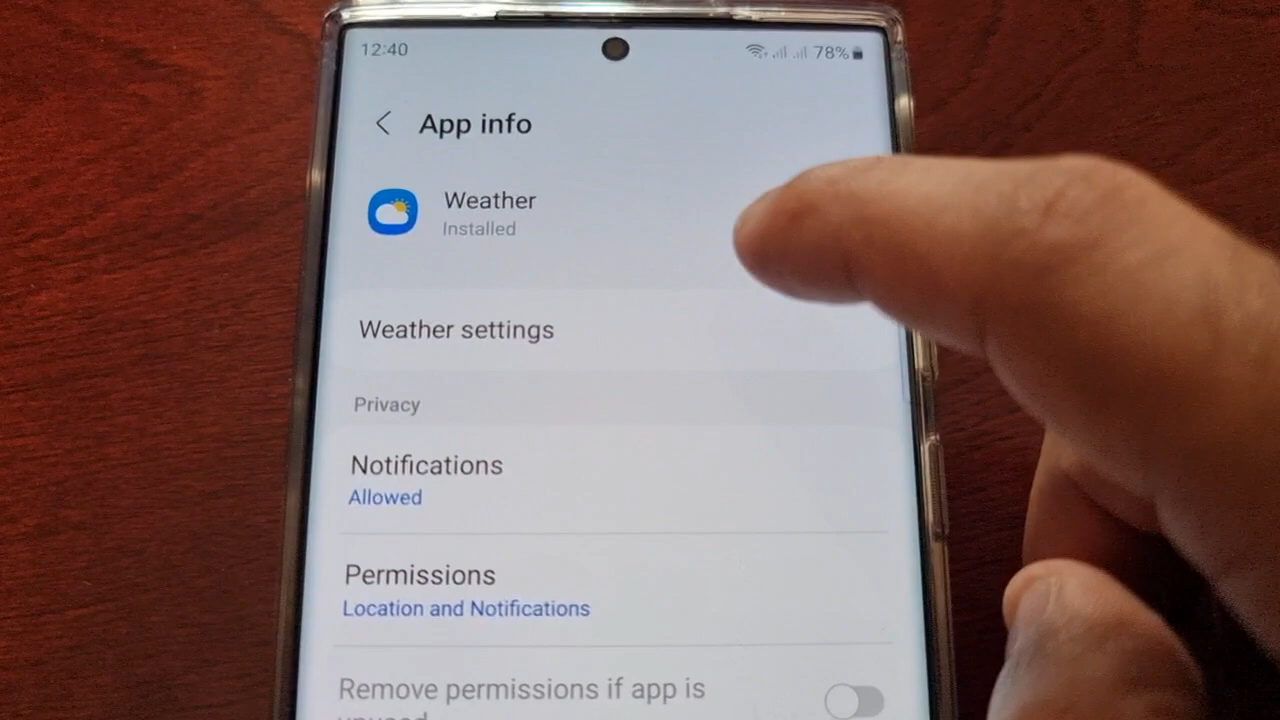 12:40
78%
App info
Weather
Installed
Weather settings
Privacy
Notifications
Allowed
Permissions
Location and Notifications
Remove permissions if app is
unused